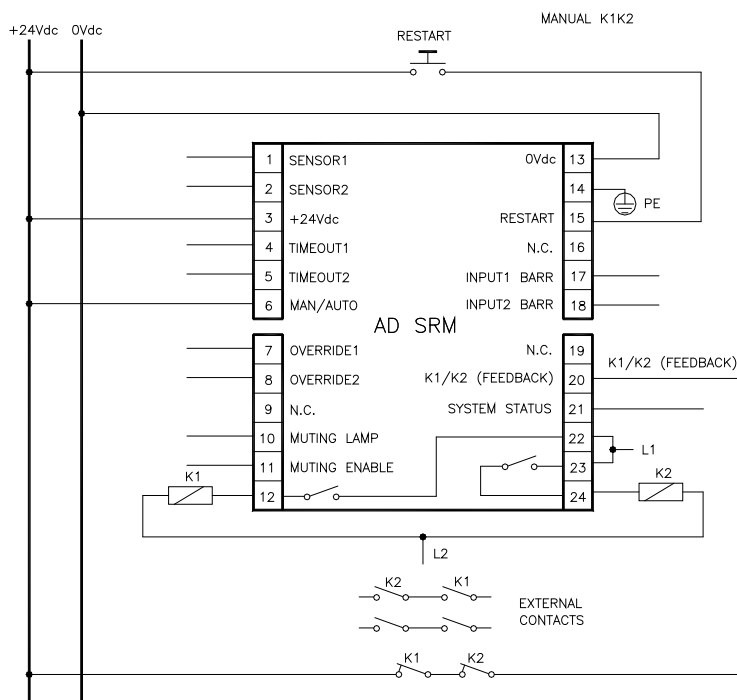 MANUAL K1K2
+24Vdc 0Vdc
RESTART
1 SENSOR1
0Vdc 13
2 SENSOR2
14
PE
3 +24Vdc
RESTART 15
4 TIMEOUT1
N.C. 16
5 TIMEOUT2
INPUT1 BARR 17
6 MAN/AUTO
INPUT2 BARR 18
AD SRM
7 OVERRIDE1
N.C. 19
8 OVERRIDE2
K1/K2 (FEEDBACK) 20
K1/K2 (FEEDBACK)
9 N.C.
SYSTEM STATUS 21
10 MUTING LAMP
22
L1
11 MUTING ENABLE
23
K1
12
24
K2
L2
K2 K1
EXTERNAL
CONTACTS
K1 K2